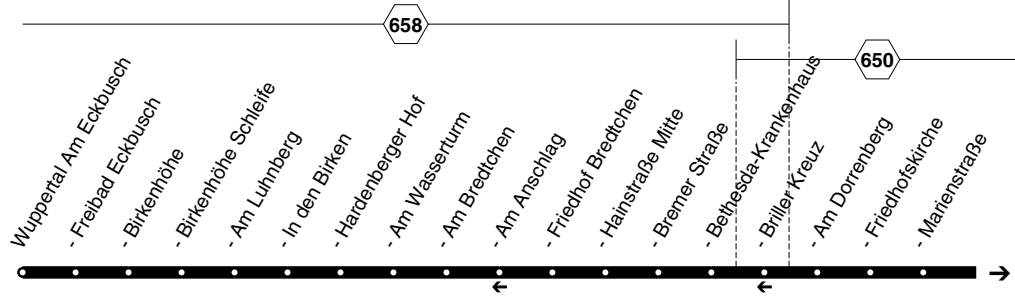 658
650
Wuppertal Am Eckbusch
- Freibad Eckbusch
- Birkenhöhe
- Birkenhöhe Schleife
- Am Luhnberg
- In den Birken
- Hardenberger Hof
- Am Wasserturm
- Am Bredtchen
- Am Anschlag
- Friedhof Bredtchen
- Hainstraße Mitte
- Bremer Straße
- Bethesda-Krankenhaus
- Briller Kreuz
- Am Dorrenberg
- Friedhofskirche
- Marienstraße